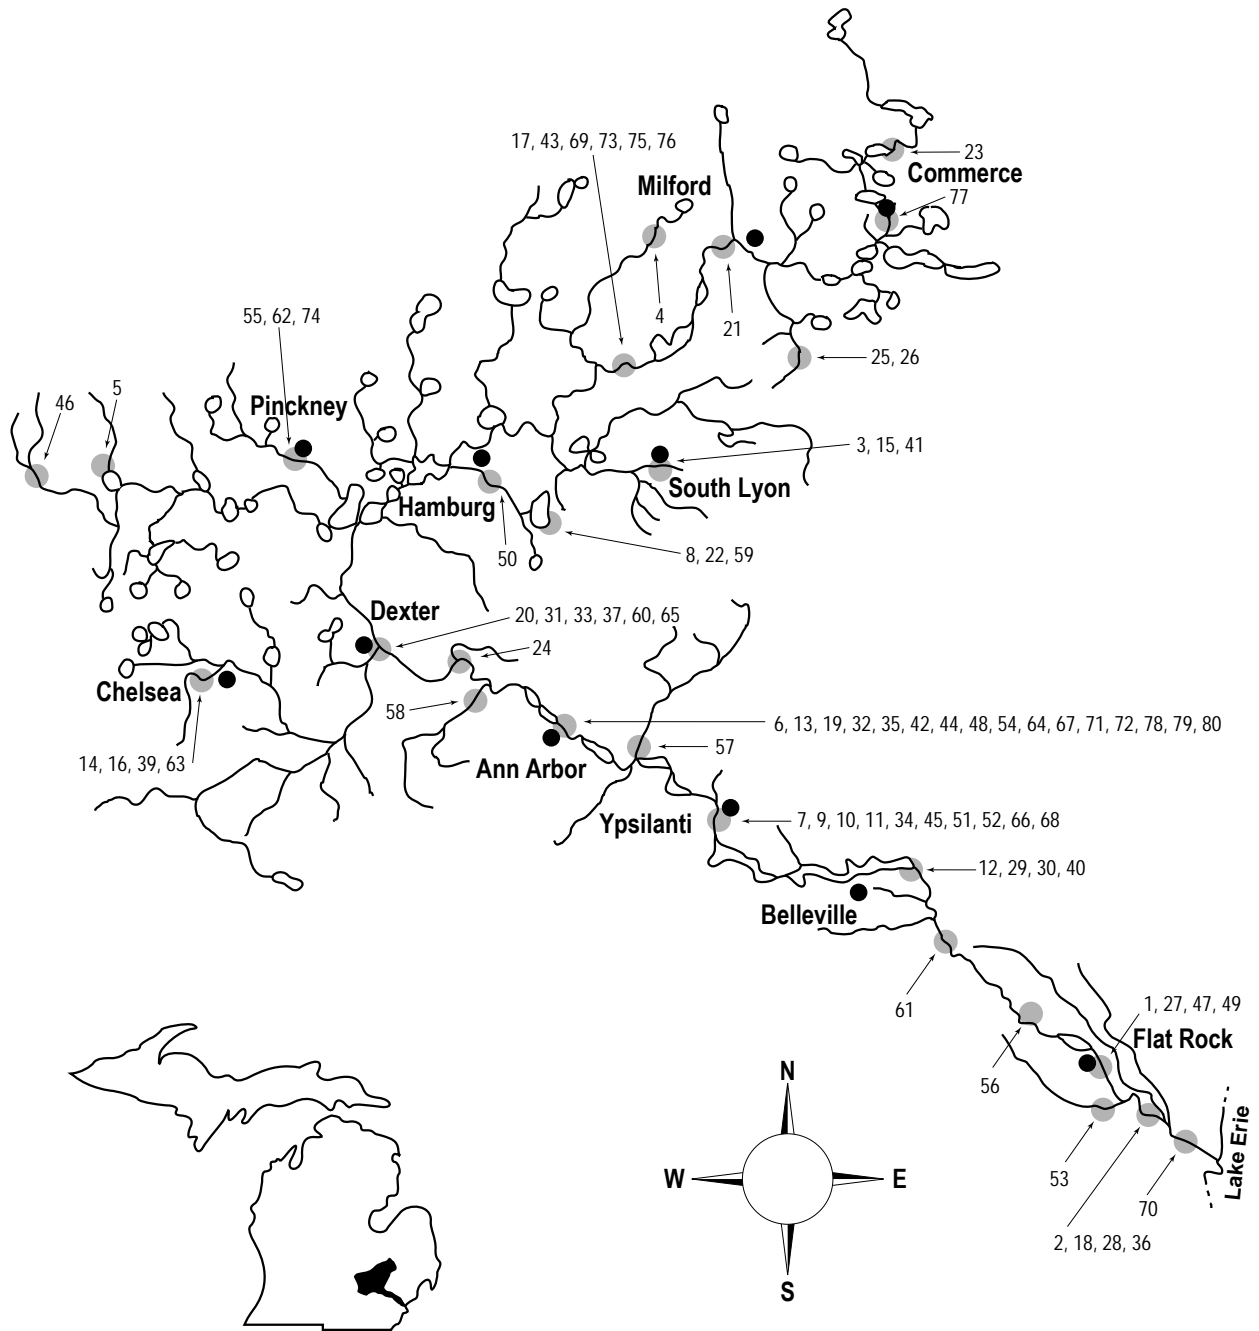 17, 43, 69, 73, 75, 76
23
Commerce
Milford
77
4
21
55, 62, 74
25, 26
5
46
Pinckney
3, 15, 41
South Lyon
Hamburg
50
8, 22, 59
Dexter
20, 31, 33, 37, 60, 65
24
Chelsea
58
6, 13, 19, 32, 35, 42, 44, 48, 54, 64, 67, 71, 72, 78, 79, 80
57
14, 16, 39, 63
Ann Arbor
Ypsilanti
7, 9, 10, 11, 34, 45, 51, 52, 66, 68
12, 29, 30, 40
Belleville
61
1, 27, 47, 49
Flat Rock
56
N
W
E
S
53
70
Lake Erie
2, 18, 28, 36